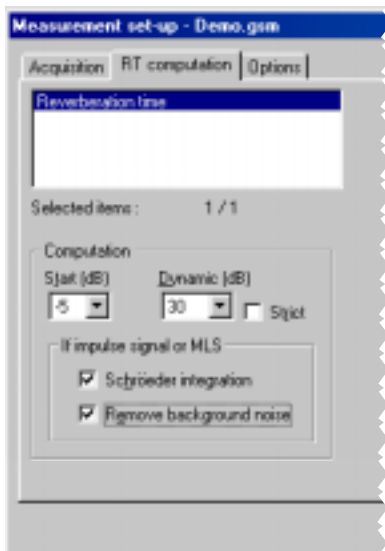 Measurement set-up - Demo.gsm
Acquisition RT computation Options
Reverberation time
Selected items : 1 / 1
Computation
Start (dB) Dynamic (dB)
-5 30 Strict
If impulse signal or MLS
Schröeder integration
Remove background noise